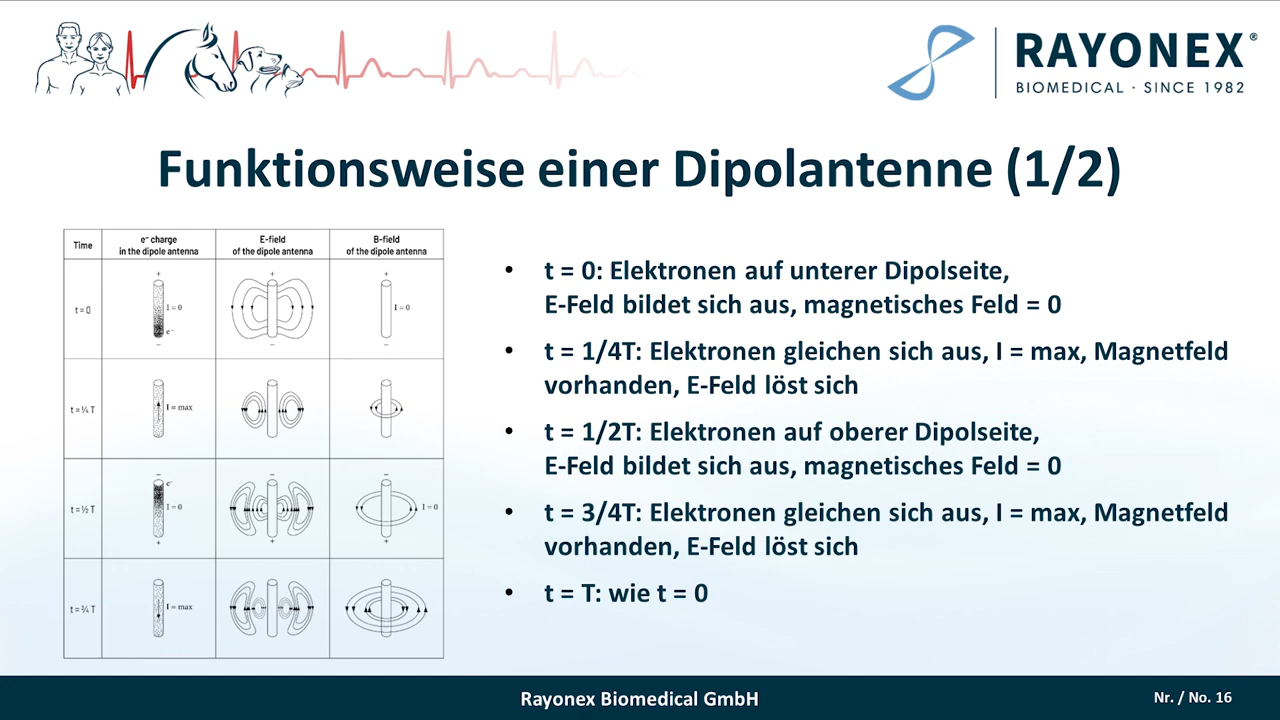 RAYONEX®
BIOMEDICAL · SINCE 1982
Funktionsweise einer Dipolantenne (1/2)
Time
e⁻ charge
in the dipole antenna
E-field
of the dipole antenna
B-field
of the dipole antenna
t = 0
+
I = 0
e⁻
−
+
−
+
I = 0
−
t = ¼ T
I = max
t = ½ T
−
e⁻
I = 0
+
−
+
−
I = 0
+
t = ¾ T
I = max
• t = 0: Elektronen auf unterer Dipolseite,
E-Feld bildet sich aus, magnetisches Feld = 0
• t = 1/4T: Elektronen gleichen sich aus, I = max, Magnetfeld
vorhanden, E-Feld löst sich
• t = 1/2T: Elektronen auf oberer Dipolseite,
E-Feld bildet sich aus, magnetisches Feld = 0
• t = 3/4T: Elektronen gleichen sich aus, I = max, Magnetfeld
vorhanden, E-Feld löst sich
• t = T: wie t = 0
Rayonex Biomedical GmbH
Nr. / No. 16